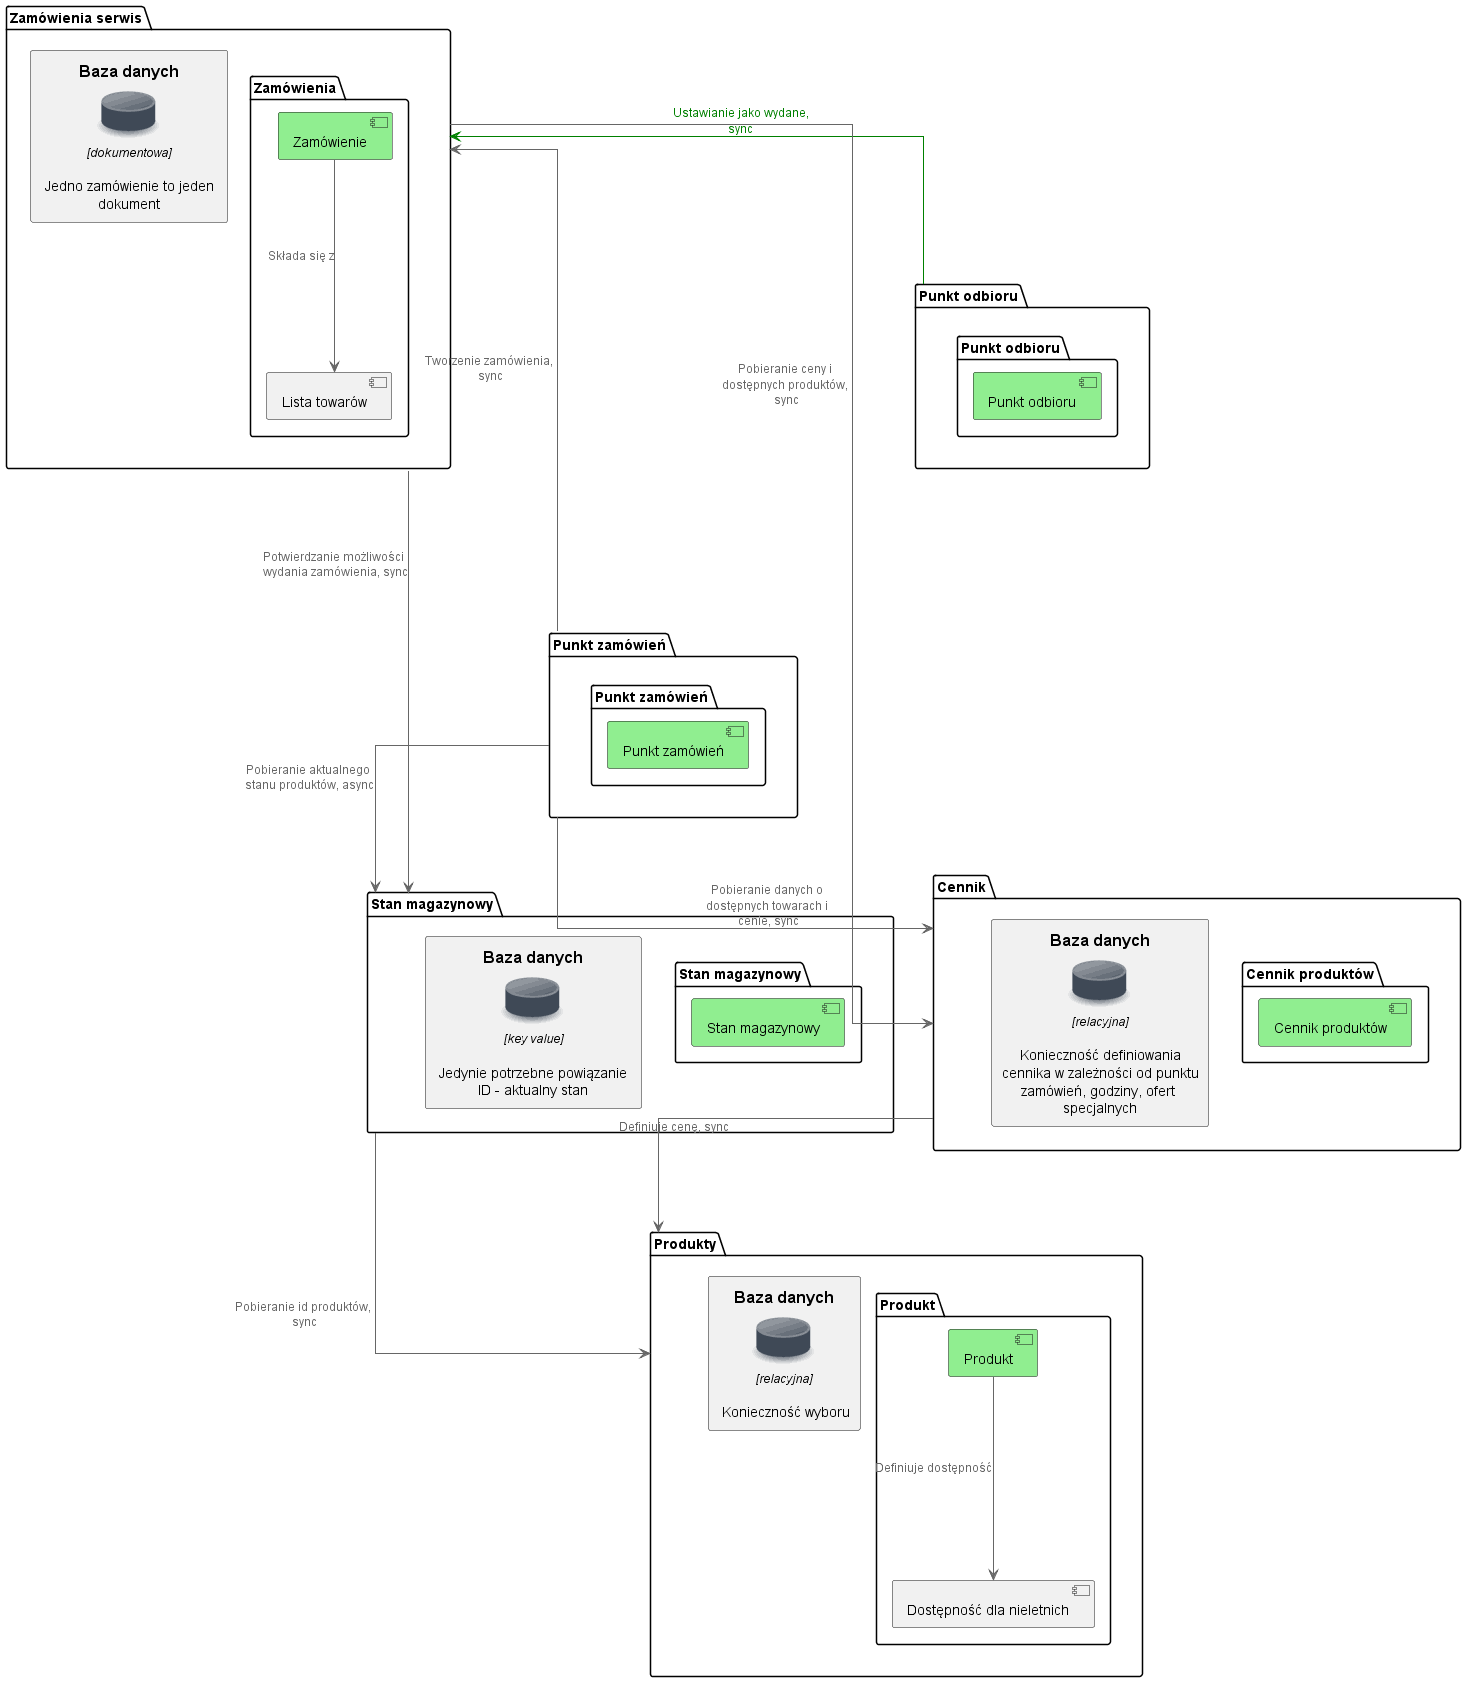 Zamówienia serwis
Baza danych
[dokumentowa]
Jedno zamówienie to jeden
dokument
Zamówienia
Zamówienie
Składa się z
Lista towarów
Ustawianie jako wydane,
sync
Tworzenie zamówienia,
sync
Pobieranie ceny i
dostępnych produktów,
sync
Punkt odbioru
Punkt odbioru
Punkt odbioru
Potwierdzanie możliwości
wydania zamówienia, sync
Punkt zamówień
Punkt zamówień
Punkt zamówień
Pobieranie aktualnego
stanu produktów, async
Pobieranie danych o
dostępnych towarach i
cenie, sync
Stan magazynowy
Baza danych
[key value]
Jedynie potrzebne powiązanie
ID - aktualny stan
Stan magazynowy
Stan magazynowy
Cennik
Baza danych
[relacyjna]
Konieczność definiowania
cennika w zależności od punktu
zamówień, godziny, ofert
specjalnych
Cennik produktów
Cennik produktów
Definiuje cenę, sync
Pobieranie id produktów,
sync
Produkty
Baza danych
[relacyjna]
Konieczność wyboru
Produkt
Produkt
Definiuje dostępność
Dostępność dla nieletnich